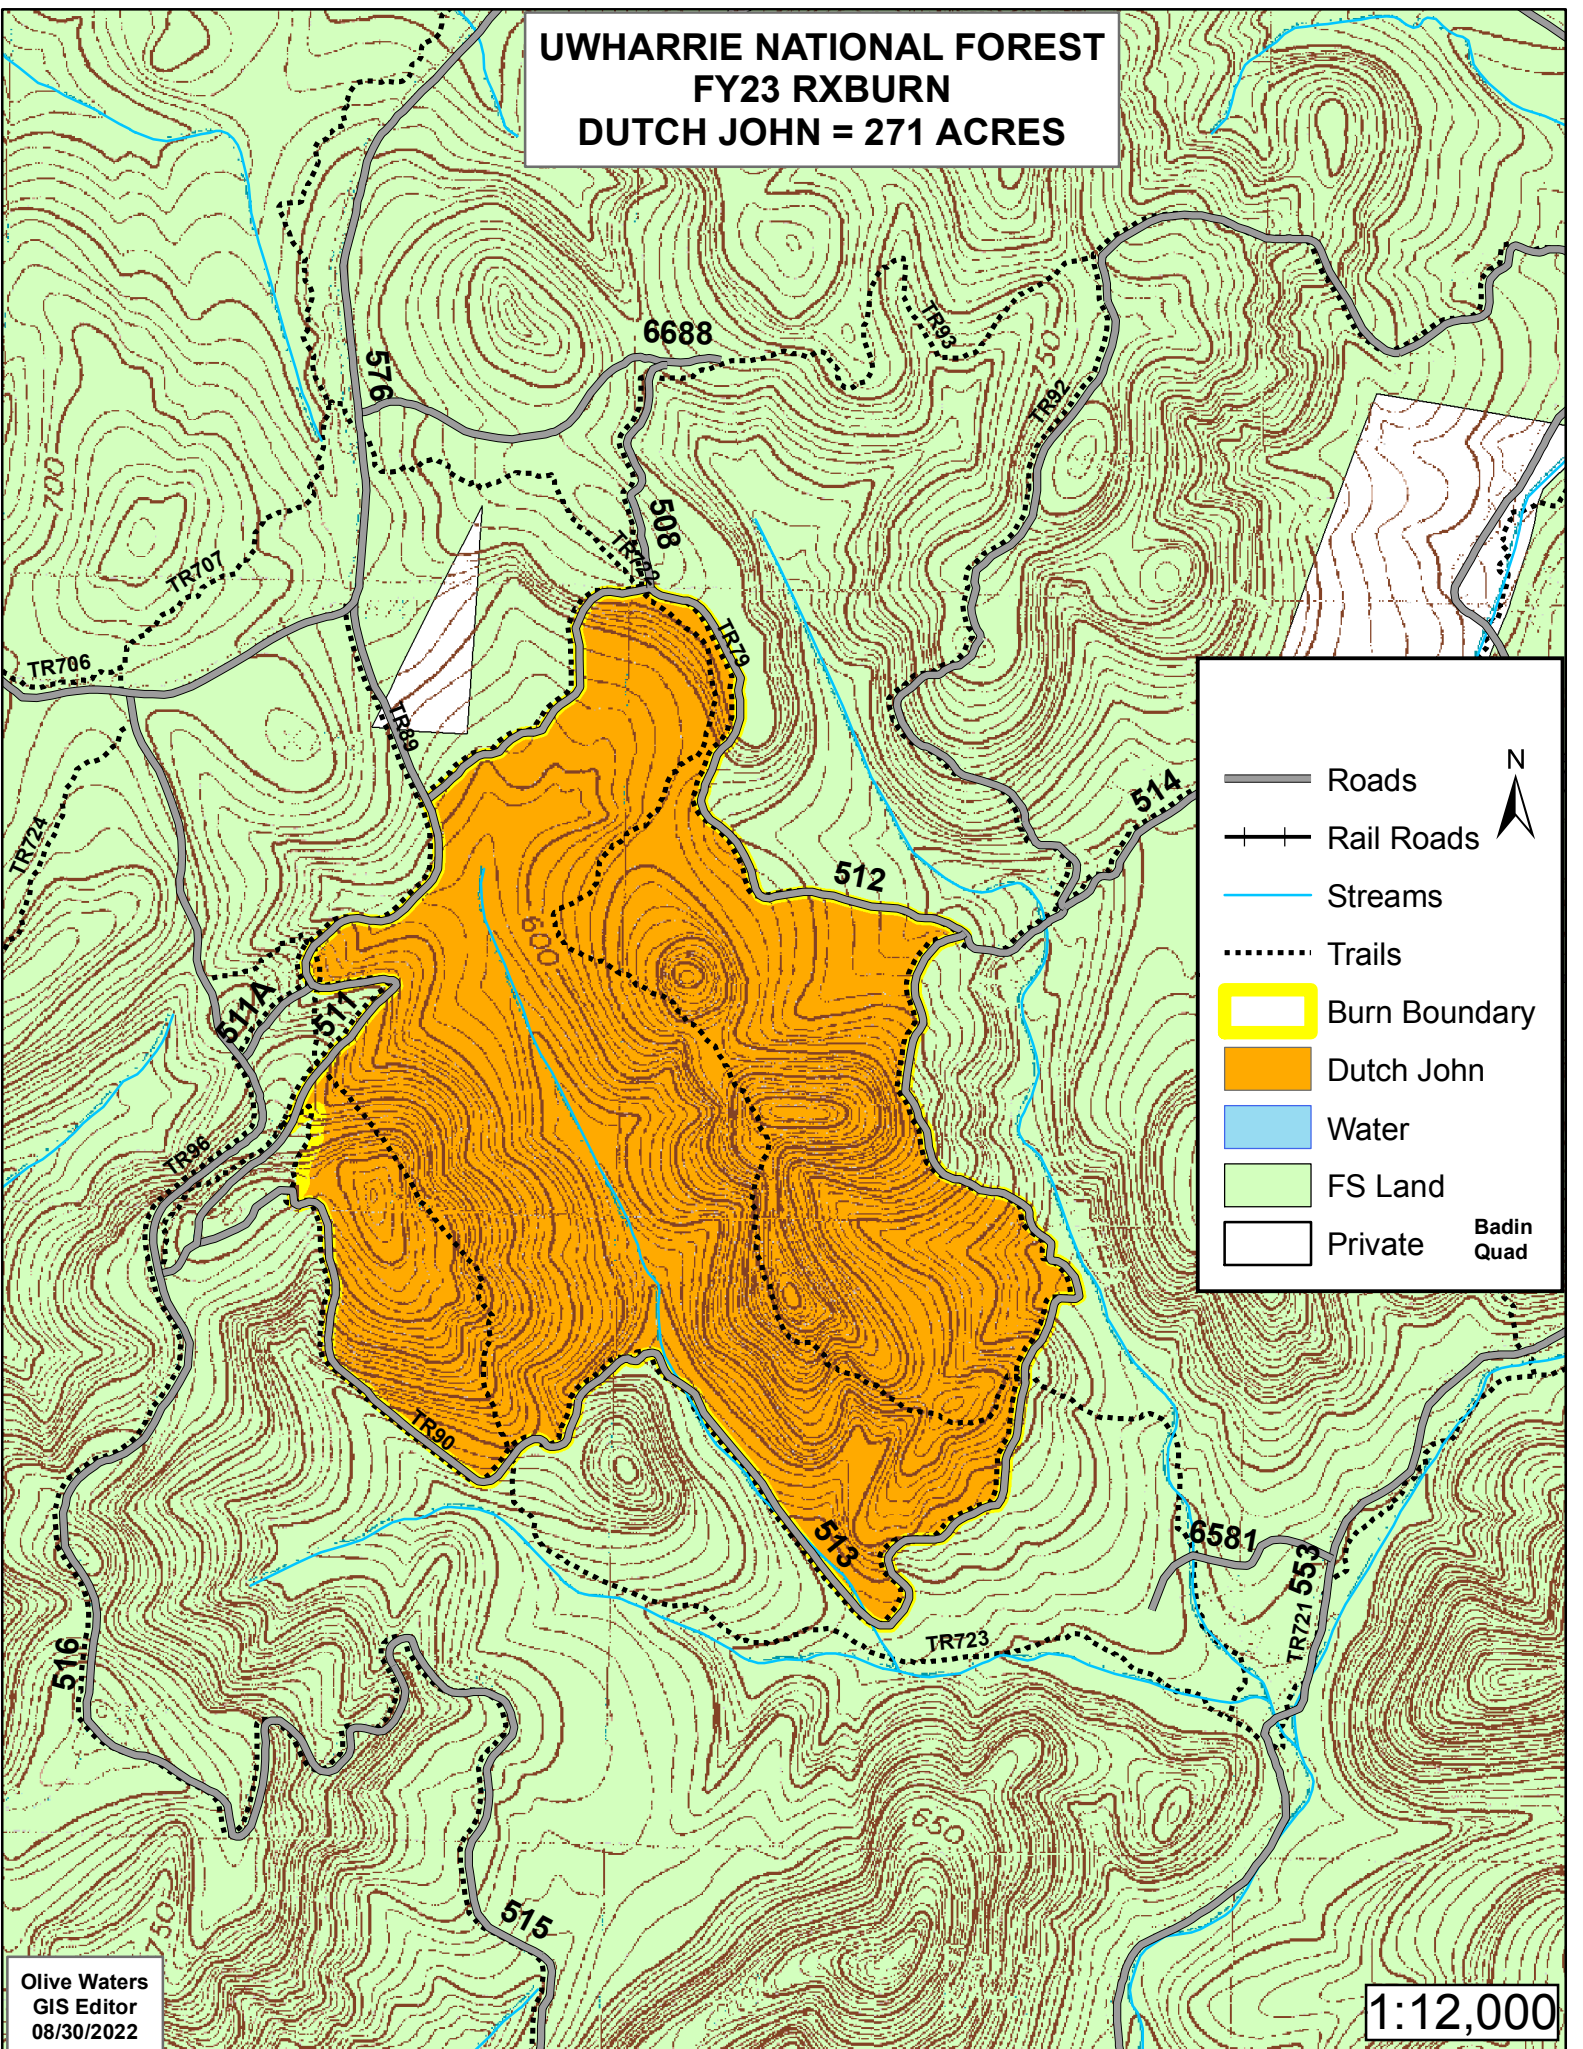 UWHARRIE NATIONAL FOREST
FY23 RXBURN
DUTCH JOHN = 271 ACRES
6688
TR93
750
576
TR92
700
508
TR722
TR707
TR79
TR706
TR89
514
TR724
512
600
511A
511
TR96
N
Roads
Rail Roads
Streams
Trails
Burn Boundary
Dutch John
Water
FS Land
Private
Badin
Quad
TR90
513
6581
553
TR721
TR723
516
650
515
750
Olive Waters
GIS Editor
08/30/2022
1:12,000